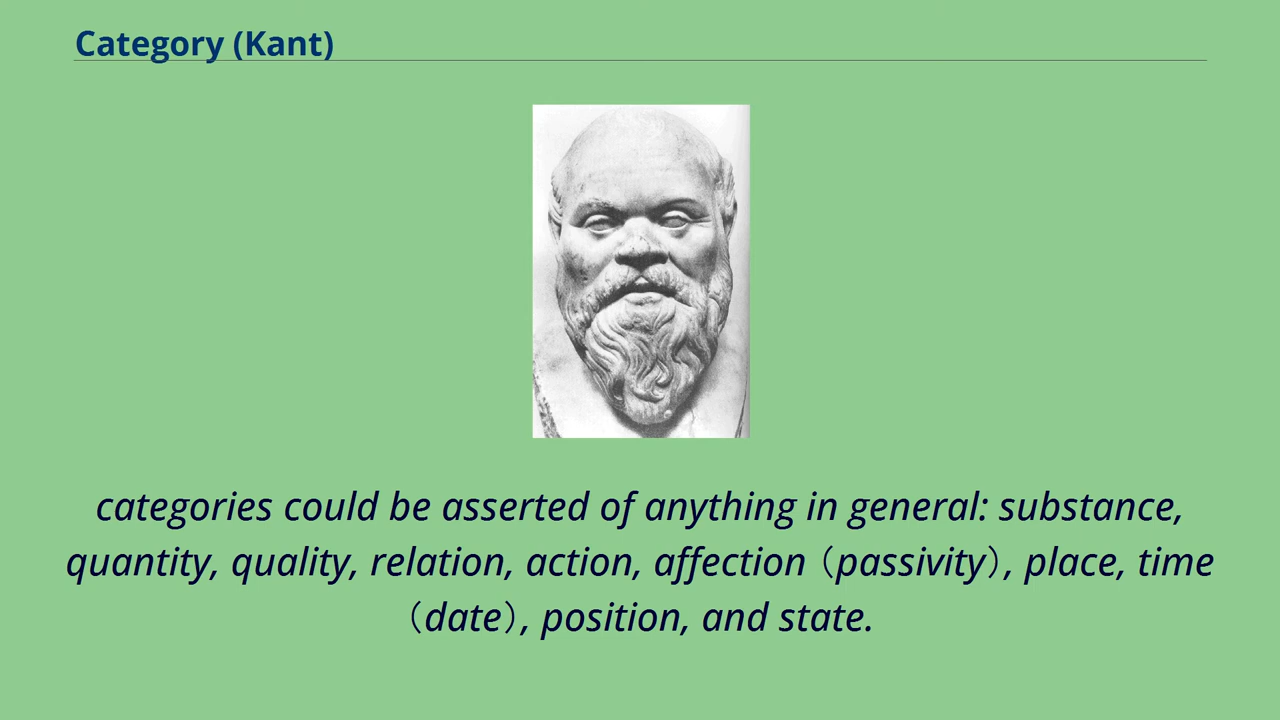 Category (Kant)
categories could be asserted of anything in general: substance,
quantity, quality, relation, action, affection（passivity）, place, time
（date）, position, and state.